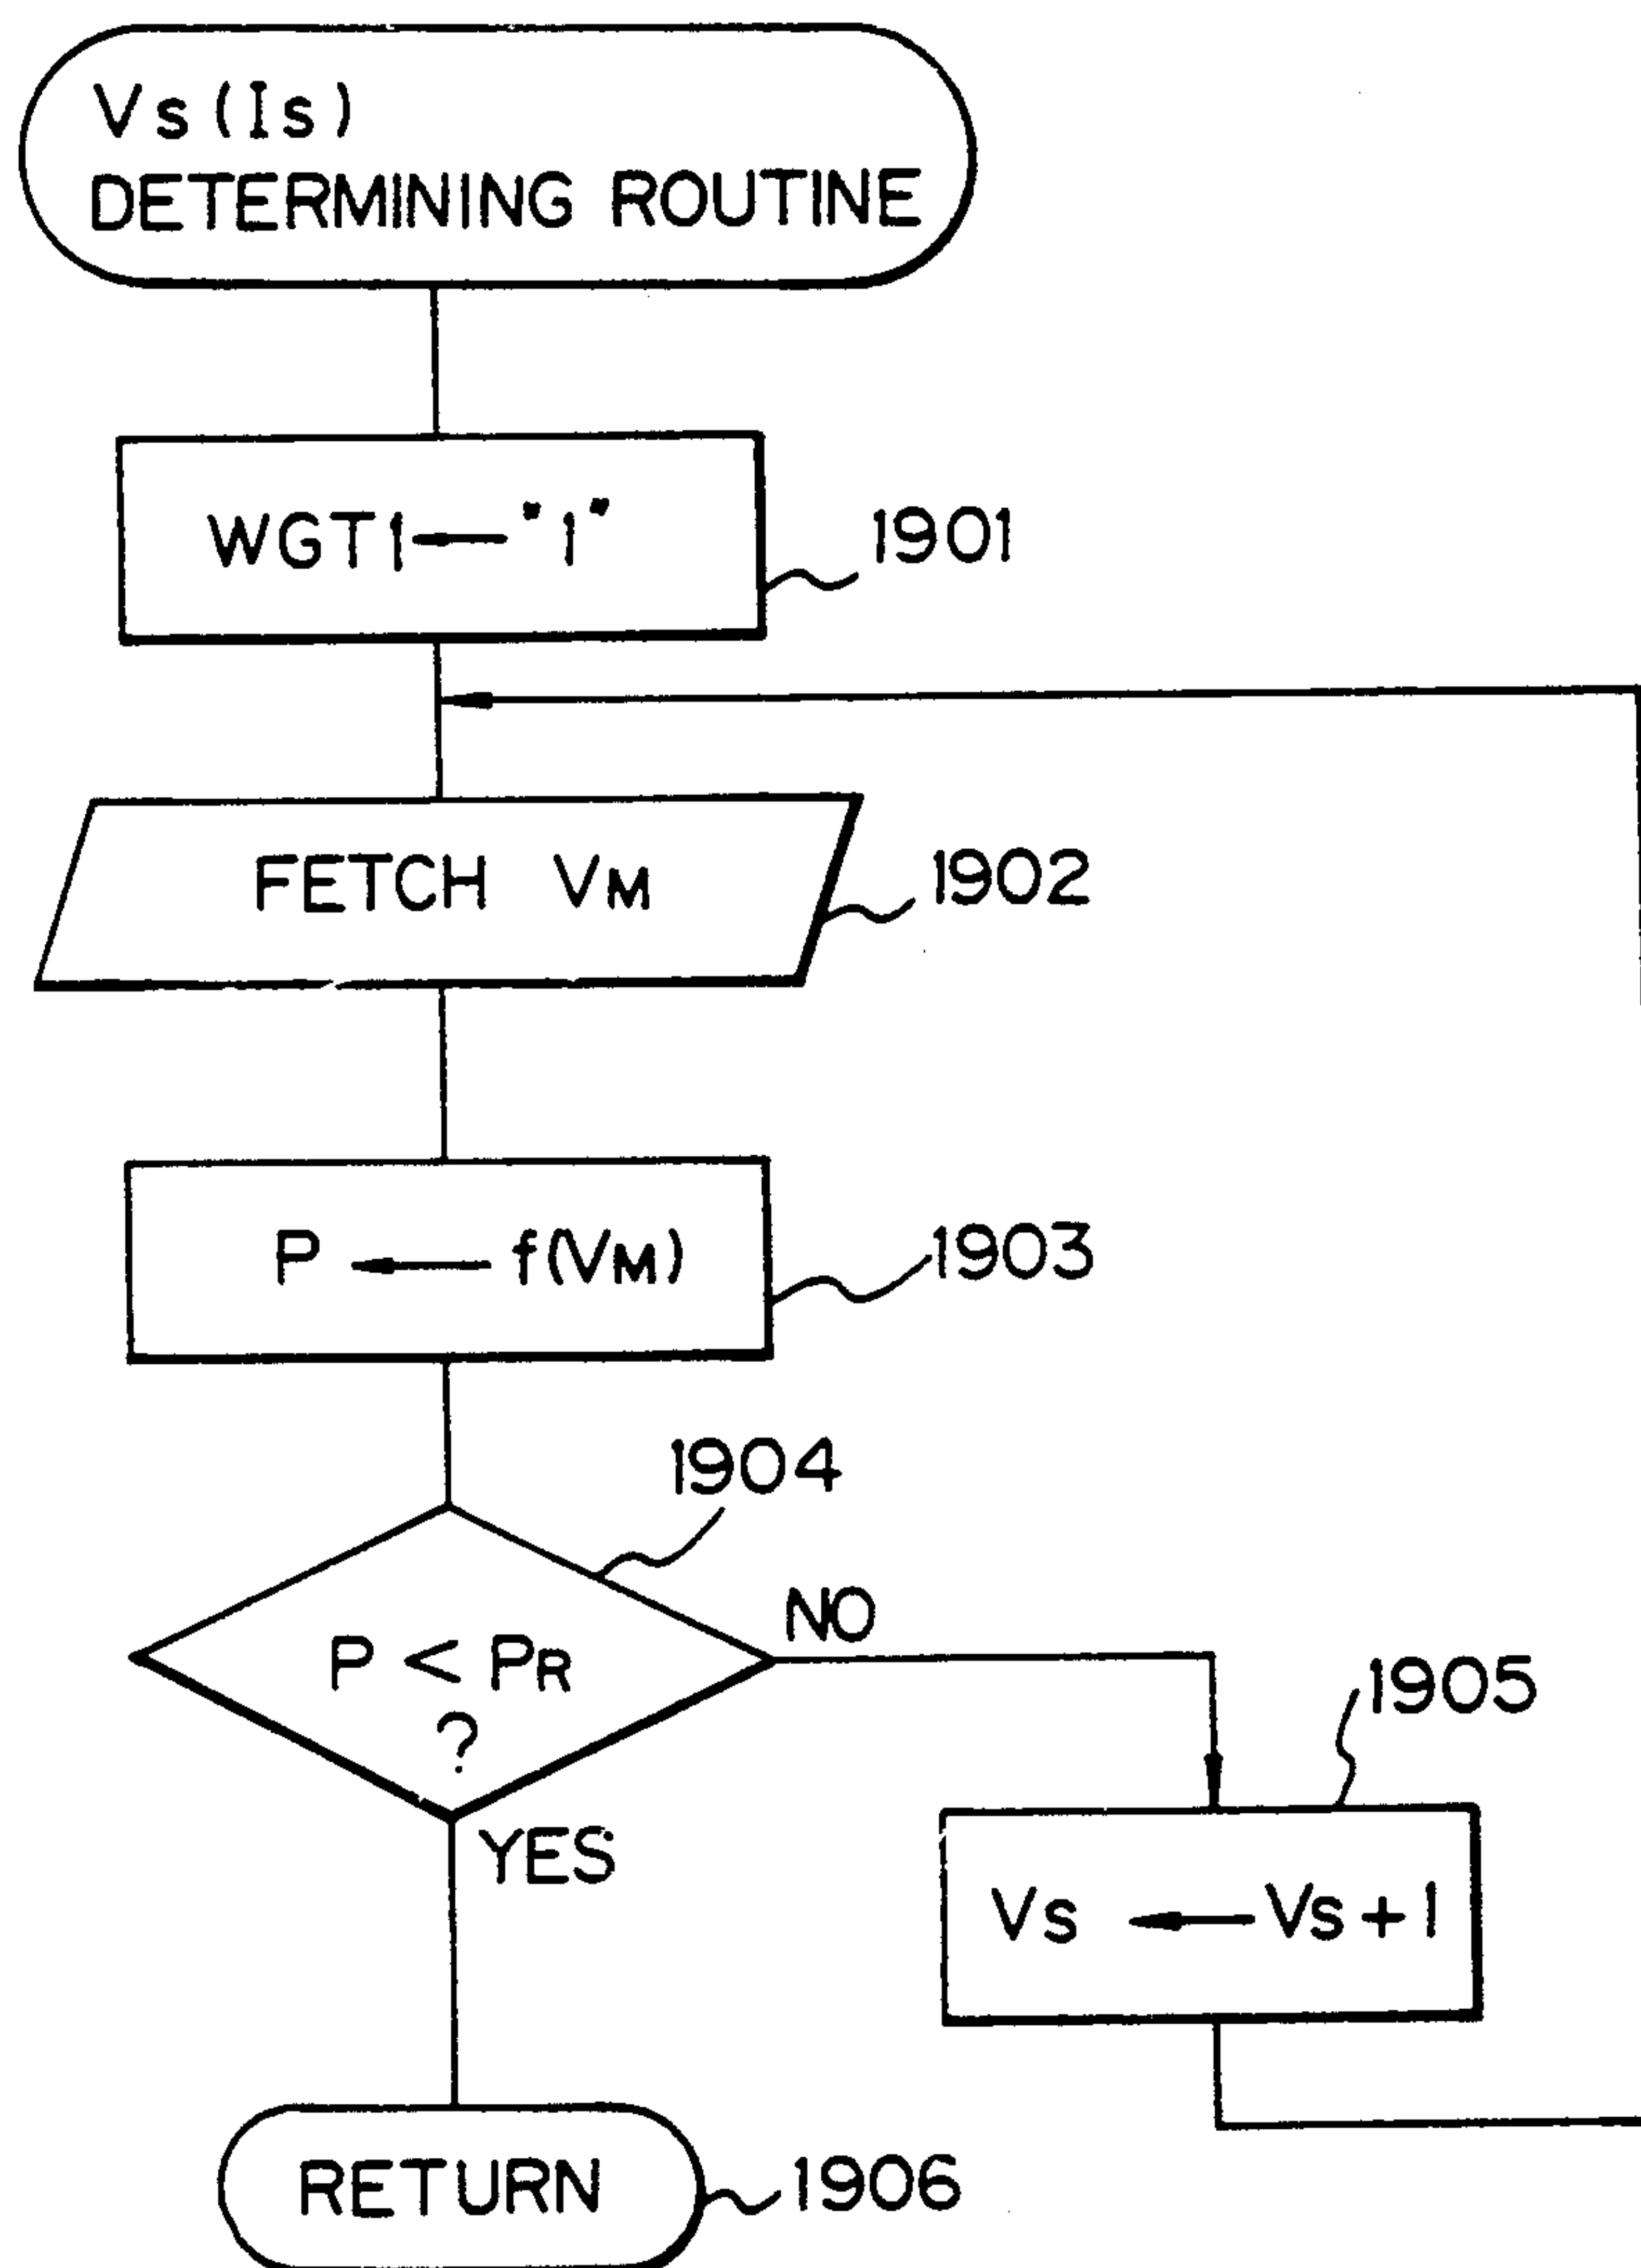 Vs(Is)
DETERMINING ROUTINE
WGT1←"1"
1901
FETCH VM
1902
P ← f(VM)
1903
1904
P < PR
?
NO
YES
1905
Vs ← Vs+1
RETURN
1906